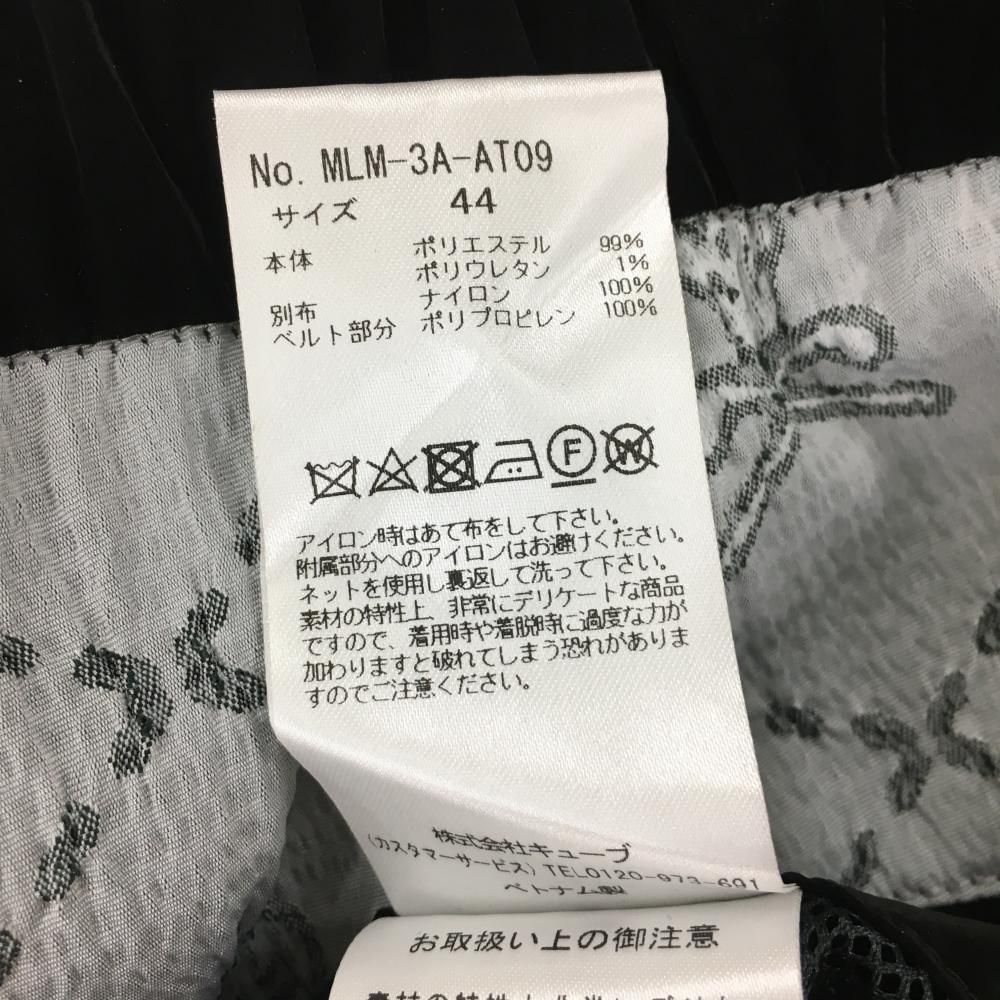 No. MLM-3A-AT09
サイズ 44
本体 ポリエステル 99%
ポリウレタン 1%
別布 ナイロン 100%
ベルト部分 ポリプロピレン 100%
F W
アイロン時はあて布をして下さい。
附属部分へのアイロンはお避けください。
ネットを使用し裏返して洗って下さい。
素材の特性上、非常にデリケートな商品
ですので、着用時や着脱時に過度な力が
加わりますと破れてしまう恐れがありま
すのでご注意ください。
株式会社キューブ
(カスタマーサービス) TEL0120-973-691
ベトナム製
お取扱い上の御注意
素材の特性上非常に